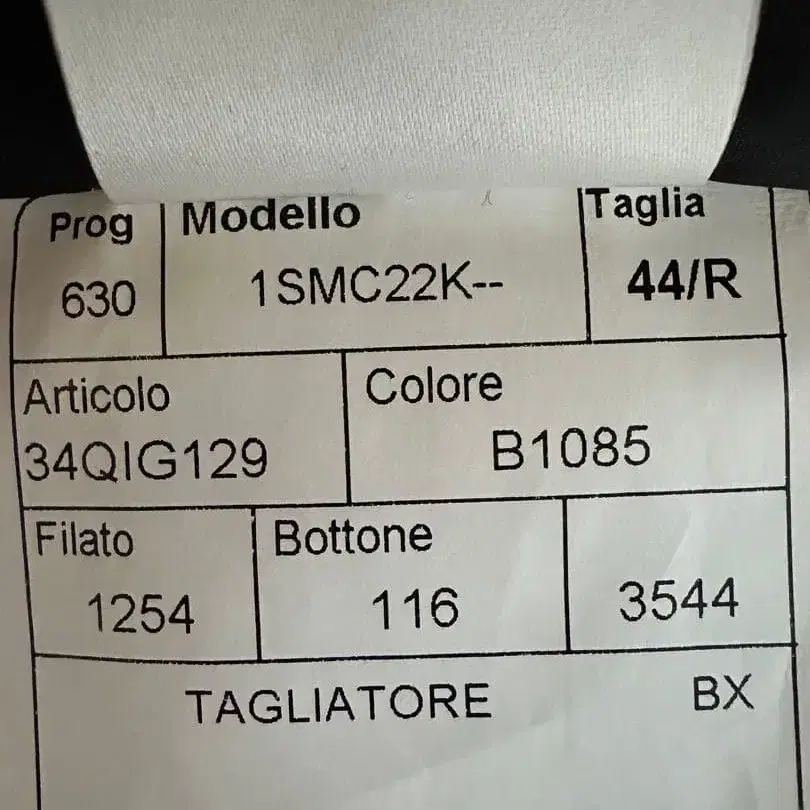 Prog Modello Taglia
630 1SMC22K-- 44/R
Articolo Colore
34QIG129 B1085
Filato Bottone
1254 116 3544
TAGLIATORE BX